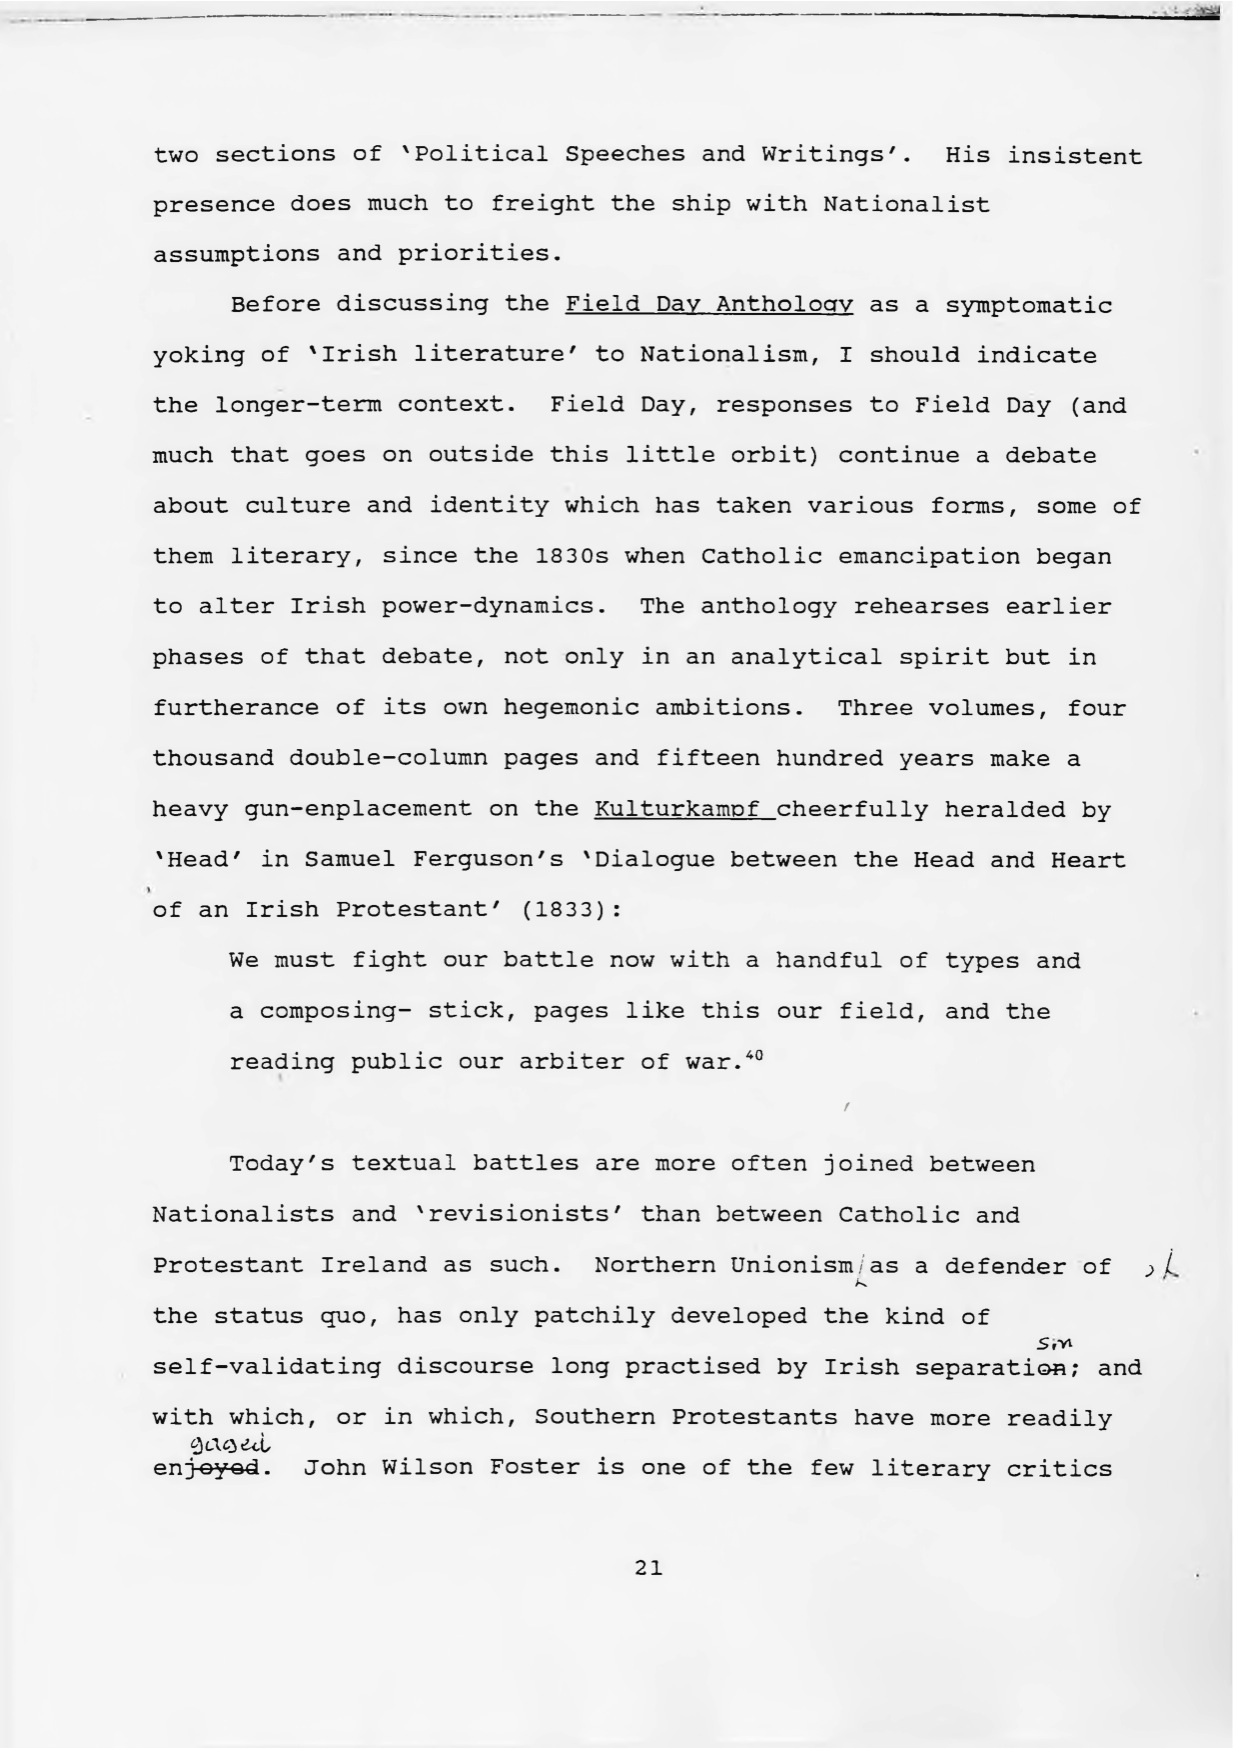 two sections of ‵Political Speeches and Writings′. His insistent
presence does much to freight the ship with Nationalist
assumptions and priorities.
Before discussing the Field Day Anthology as a symptomatic
yoking of ‵Irish literature′ to Nationalism, I should indicate
the longer-term context. Field Day, responses to Field Day (and
much that goes on outside this little orbit) continue a debate
about culture and identity which has taken various forms, some of
them literary, since the 1830s when Catholic emancipation began
to alter Irish power-dynamics. The anthology rehearses earlier
phases of that debate, not only in an analytical spirit but in
furtherance of its own hegemonic ambitions. Three volumes, four
thousand double-column pages and fifteen hundred years make a
heavy gun-enplacement on the Kulturkampf cheerfully heralded by
‵Head′ in Samuel Ferguson's ‵Dialogue between the Head and Heart
of an Irish Protestant′ (1833):
We must fight our battle now with a handful of types and
a composing- stick, pages like this our field, and the
reading public our arbiter of war.40
Today's textual battles are more often joined between
Nationalists and ‵revisionists′ than between Catholic and
Protestant Ireland as such. Northern Unionism as a defender of ,
the status quo, has only patchily developed the kind of
sm
self-validating discourse long practised by Irish separation; and
with which, or in which, Southern Protestants have more readily
gaged
enjoyed. John Wilson Foster is one of the few literary critics
21